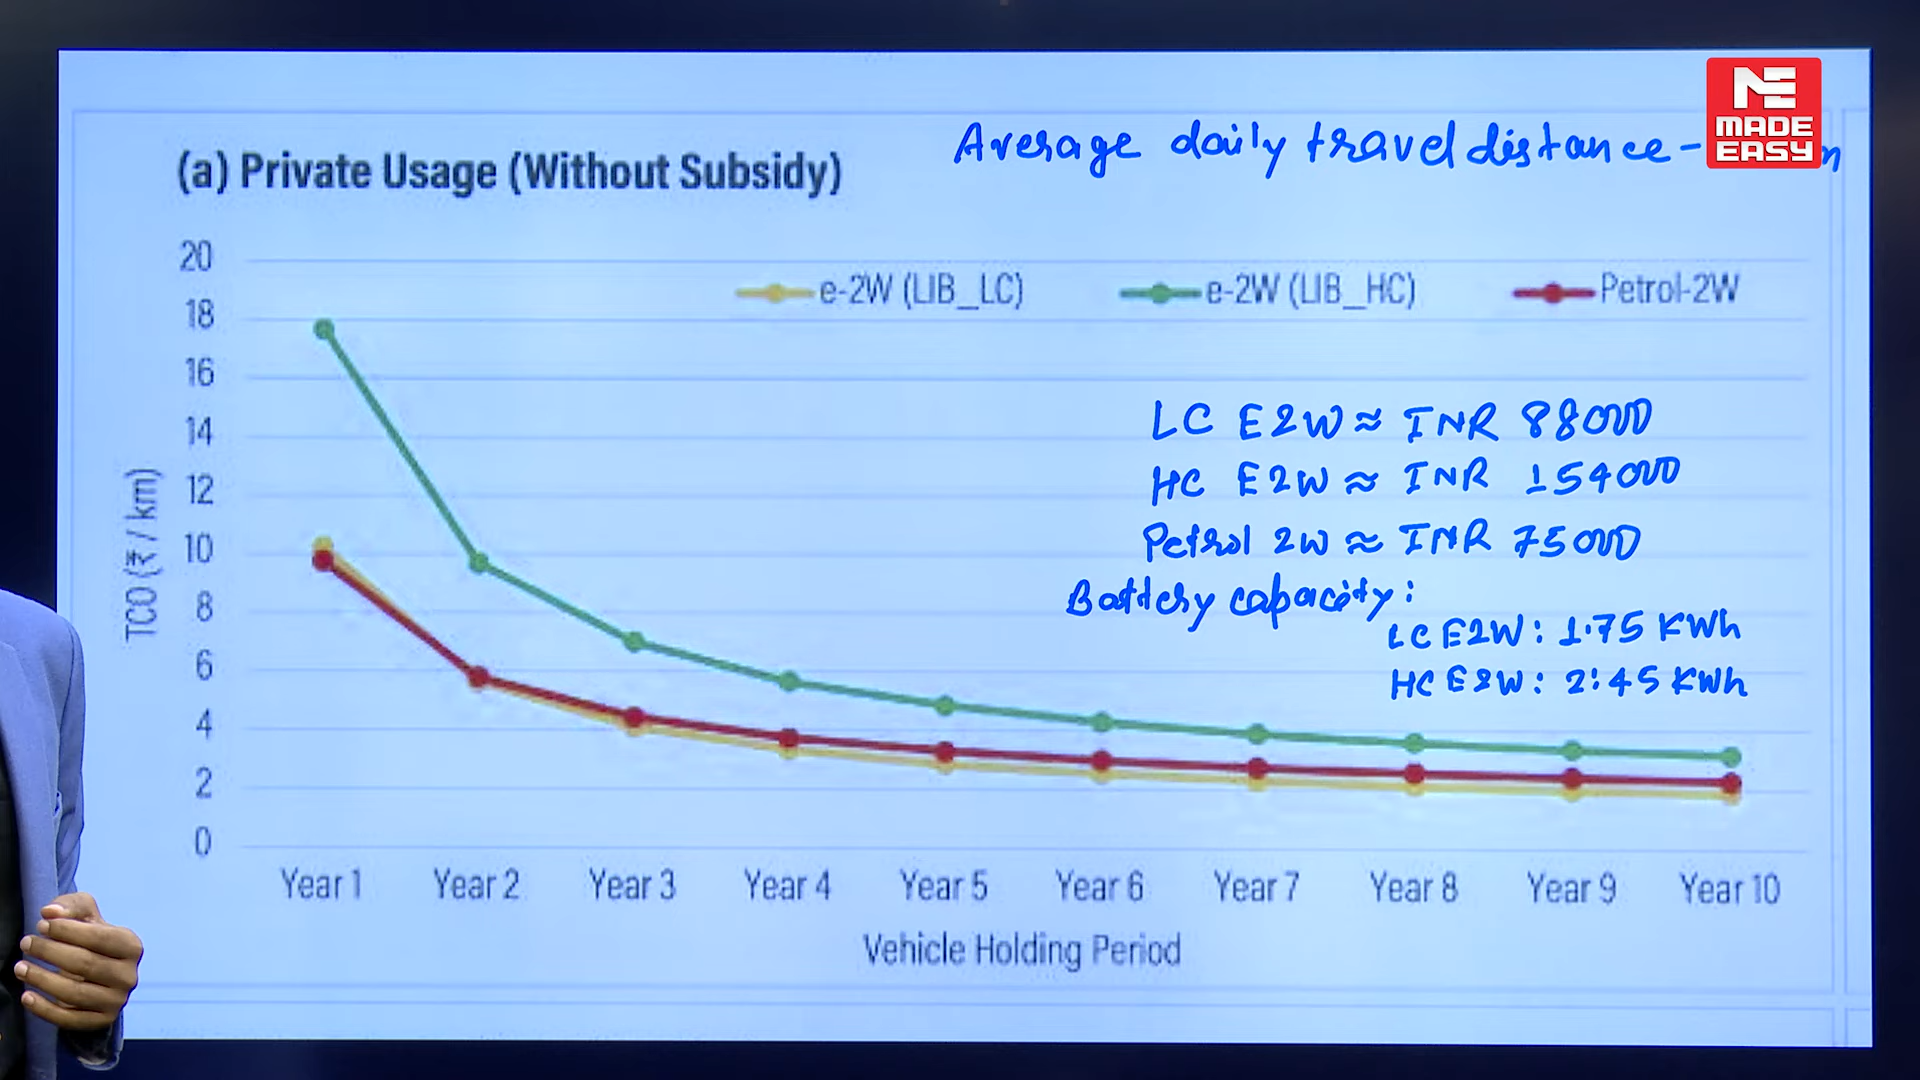 ME
MADE
EASY
Average daily travel distance -
(a) Private Usage (Without Subsidy)
20
e-2W (LIB_LC) e-2W (LIB_HC) Petrol-2W
18
16
14
12
10
8
6
4
2
0
TCO (₹ / km)
LC E2W ≈ INR 88000
HC E2W ≈ INR 154000
Petrol 2W ≈ INR 75000
Battery capacity:
LC E2W: 1.75 KWh
HC E2W: 2.45 KWh
Year 1 Year 2 Year 3 Year 4 Year 5 Year 6 Year 7 Year 8 Year 9 Year 10
Vehicle Holding Period